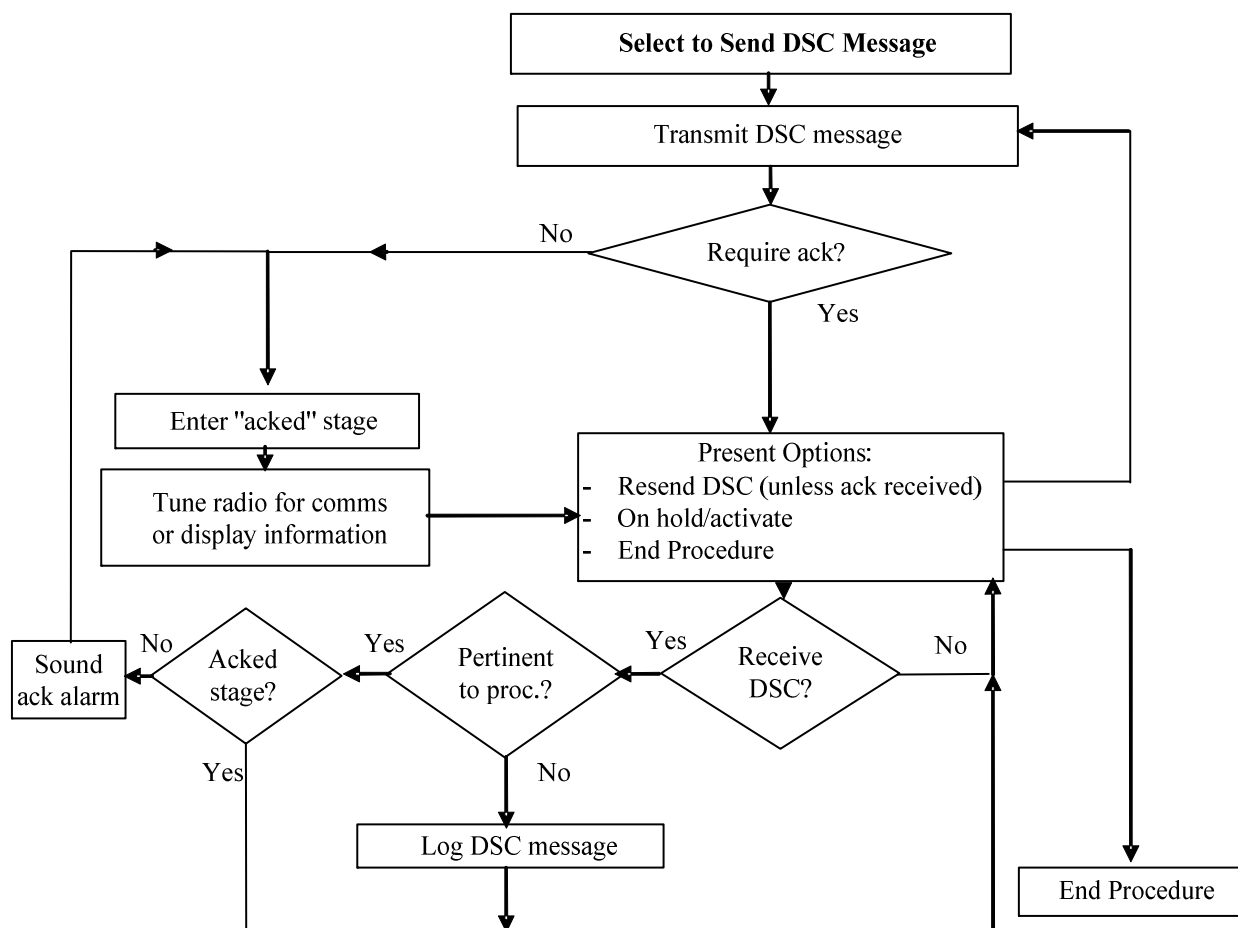 Select to Send DSC Message
Transmit DSC message
Require ack?
No
Yes
Enter "acked" stage
Tune radio for comms
or display information
Present Options:
- Resend DSC (unless ack received)
- On hold/activate
- End Procedure
Receive
DSC?
No
Yes
Pertinent
to proc.?
Yes
No
Acked
stage?
No
Yes
Sound
ack alarm
Log DSC message
End Procedure